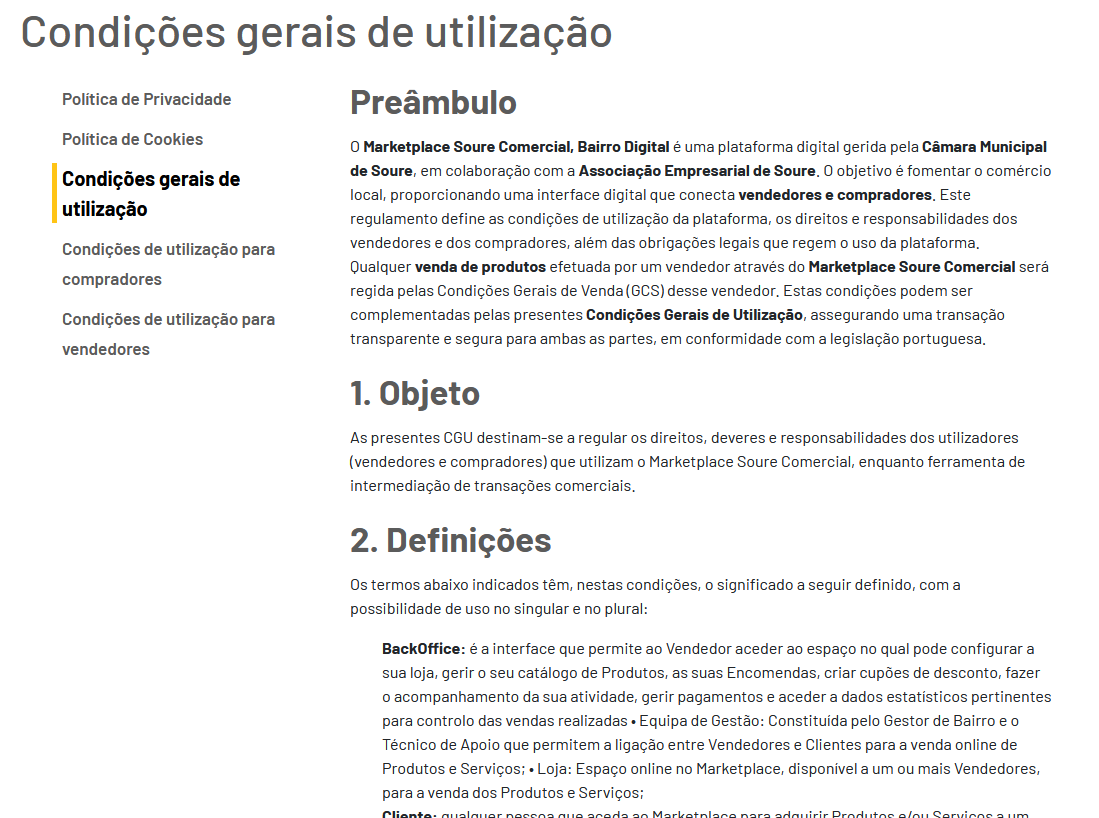 Condições gerais de utilização
Política de Privacidade
Política de Cookies
Condições gerais de
utilização
Condições de utilização para
compradores
Condições de utilização para
vendedores
Preâmbulo
O Marketplace Soure Comercial, Bairro Digital é uma plataforma digital gerida pela Câmara Municipal
de Soure, em colaboração com a Associação Empresarial de Soure. O objetivo é fomentar o comércio
local, proporcionando uma interface digital que conecta vendedores e compradores. Este
regulamento define as condições de utilização da plataforma, os direitos e responsabilidades dos
vendedores e dos compradores, além das obrigações legais que regem o uso da plataforma.
Qualquer venda de produtos efetuada por um vendedor através do Marketplace Soure Comercial será
regida pelas Condições Gerais de Venda (GCS) desse vendedor. Estas condições podem ser
complementadas pelas presentes Condições Gerais de Utilização, assegurando uma transação
transparente e segura para ambas as partes, em conformidade com a legislação portuguesa.
1. Objeto
As presentes CGU destinam-se a regular os direitos, deveres e responsabilidades dos utilizadores
(vendedores e compradores) que utilizam o Marketplace Soure Comercial, enquanto ferramenta de
intermediação de transações comerciais.
2. Definições
Os termos abaixo indicados têm, nestas condições, o significado a seguir definido, com a
possibilidade de uso no singular e no plural:
BackOffice: é a interface que permite ao Vendedor aceder ao espaço no qual pode configurar a
sua loja, gerir o seu catálogo de Produtos, as suas Encomendas, criar cupões de desconto, fazer
o acompanhamento da sua atividade, gerir pagamentos e aceder a dados estatísticos pertinentes
para controlo das vendas realizadas • Equipa de Gestão: Constituída pelo Gestor de Bairro e o
Técnico de Apoio que permitem a ligação entre Vendedores e Clientes para a venda online de
Produtos e Serviços; • Loja: Espaço online no Marketplace, disponível a um ou mais Vendedores,
para a venda dos Produtos e Serviços;
Cliente: qualquer pessoa que aceda ao Marketplace para adquirir Produtos e/ou Serviços a um